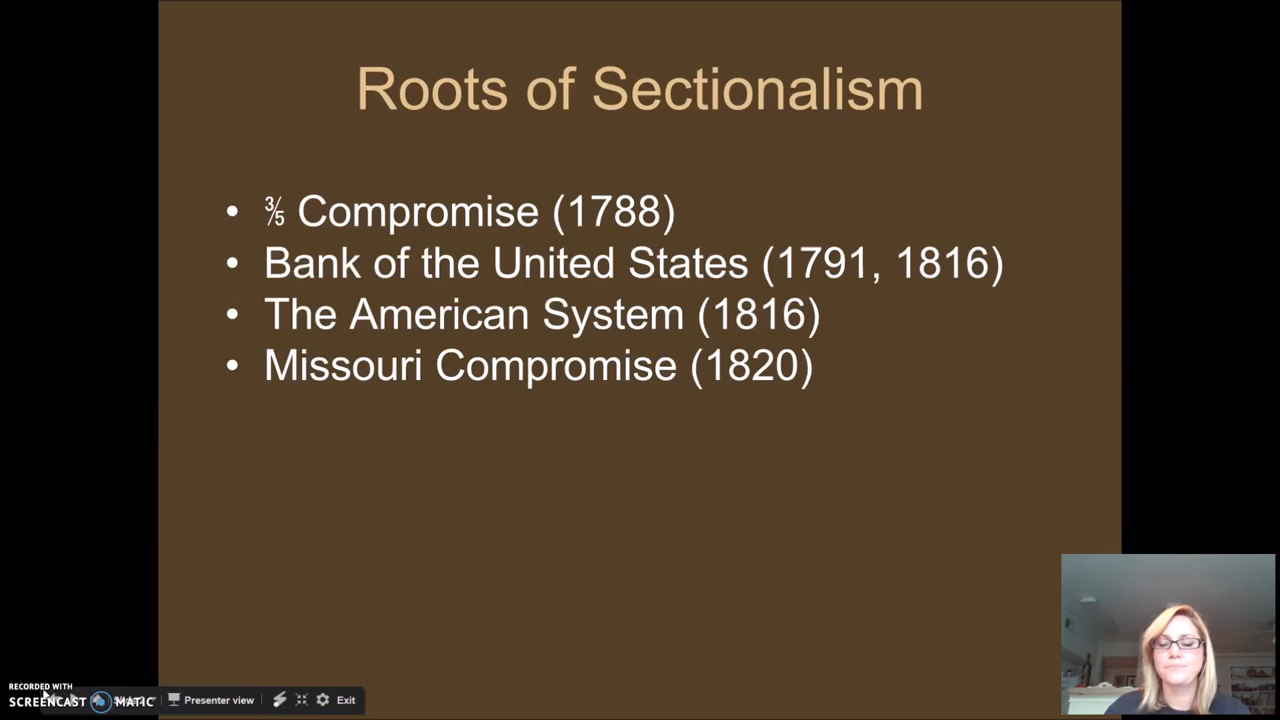 Roots of Sectionalism
• ⅗ Compromise (1788)
• Bank of the United States (1791, 1816)
• The American System (1816)
• Missouri Compromise (1820)
RECORDED WITH
SCREENCAST MATIC
Presenter view
Exit